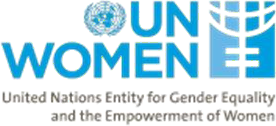 UN
WOMEN
United Nations Entity for Gender Equality
and the Empowerment of Women